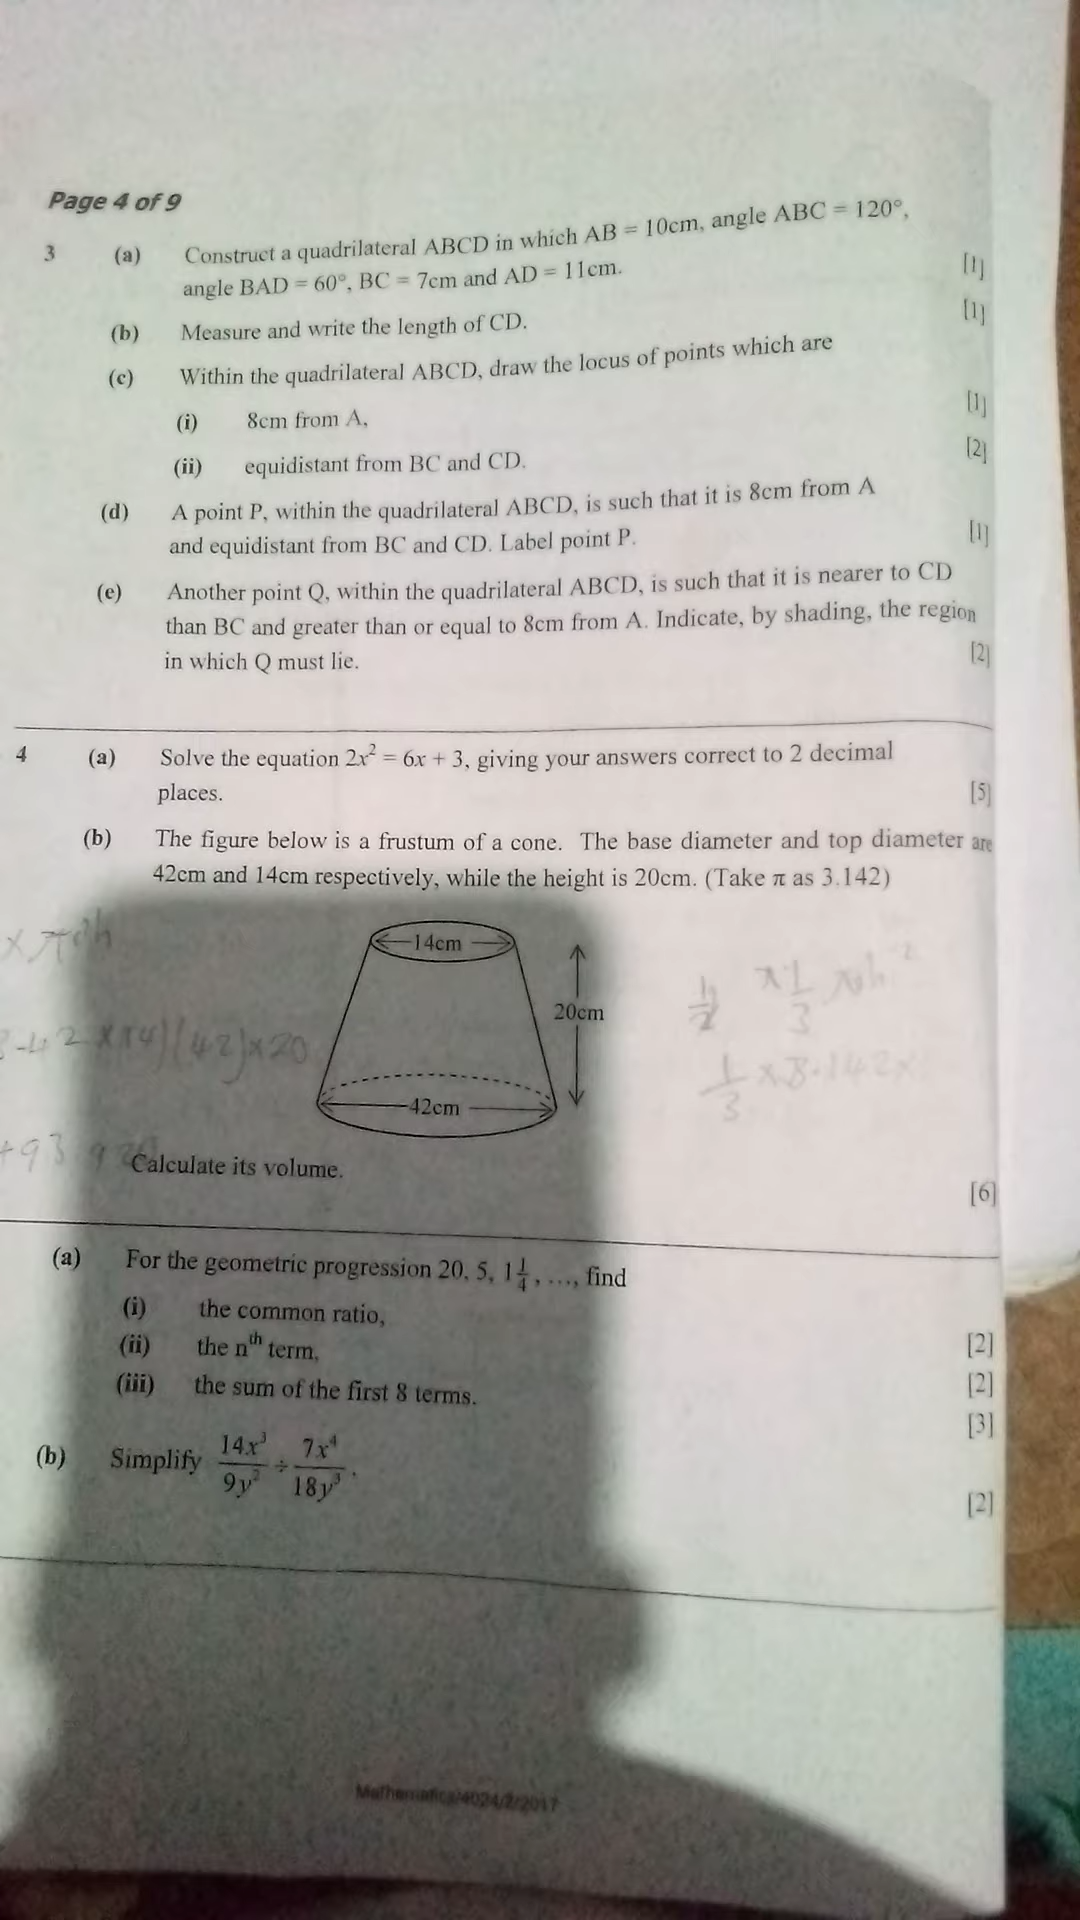 Page 4 of 9
3 (a) Construct a quadrilateral ABCD in which AB = 10cm, angle ABC = 120°,
angle BAD = 60°, BC = 7cm and AD = 11cm. [1]
(b) Measure and write the length of CD. [1]
(c) Within the quadrilateral ABCD, draw the locus of points which are
(i) 8cm from A, [1]
(ii) equidistant from BC and CD. [2]
(d) A point P, within the quadrilateral ABCD, is such that it is 8cm from A
and equidistant from BC and CD. Label point P. [1]
(e) Another point Q, within the quadrilateral ABCD, is such that it is nearer to CD
than BC and greater than or equal to 8cm from A. Indicate, by shading, the region
in which Q must lie. [2]
4 (a) Solve the equation 2x² = 6x + 3, giving your answers correct to 2 decimal
places. [5]
(b) The figure below is a frustum of a cone. The base diameter and top diameter are
42cm and 14cm respectively, while the height is 20cm. (Take π as 3.142)
14cm
20cm
42cm
1/3 × 3.142×
Calculate its volume. [6]
(a) For the geometric progression 20, 5, 1 1/4, ..., find
(i) the common ratio, [2]
(ii) the nth term, [2]
(iii) the sum of the first 8 terms. [3]
(b) Simplify 14x³/9y² ÷ 7x⁴/18y³. [2]
Mathematics/4024/2/2017